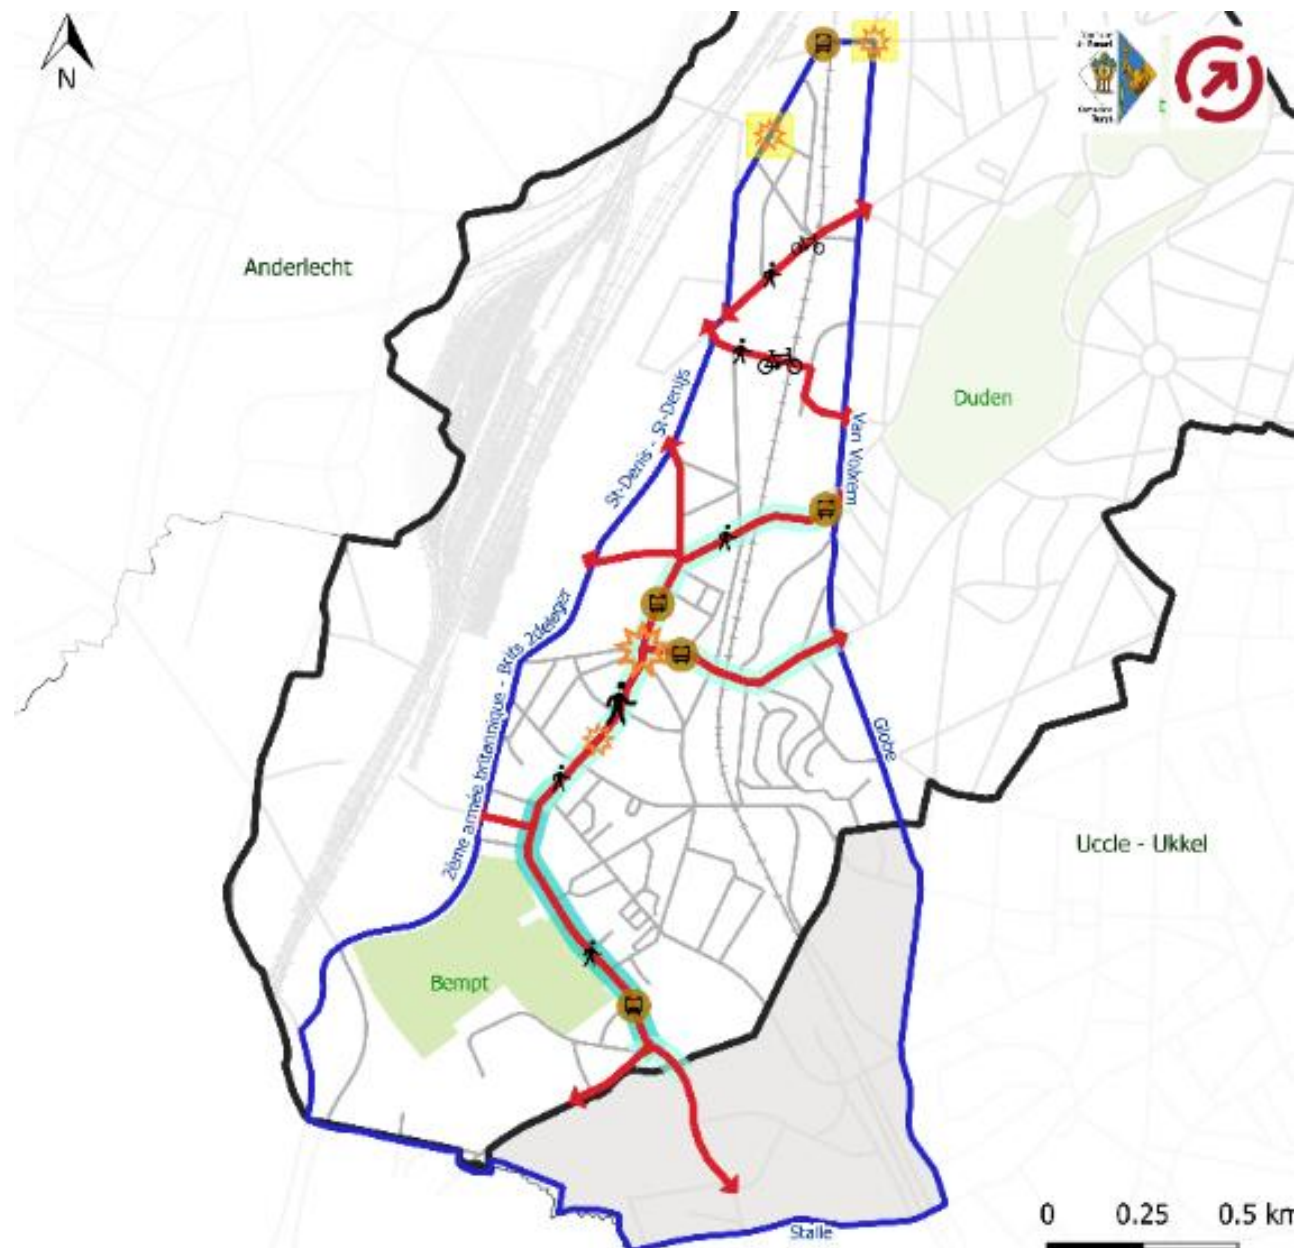 N
Anderlecht
Duden
St-Denis - St-Denijs
Van Volxem
2ème armée britannique - Brits 2deleger
Globe
Uccle - Ukkel
Bempt
Stalle
0 0.25 0.5 km